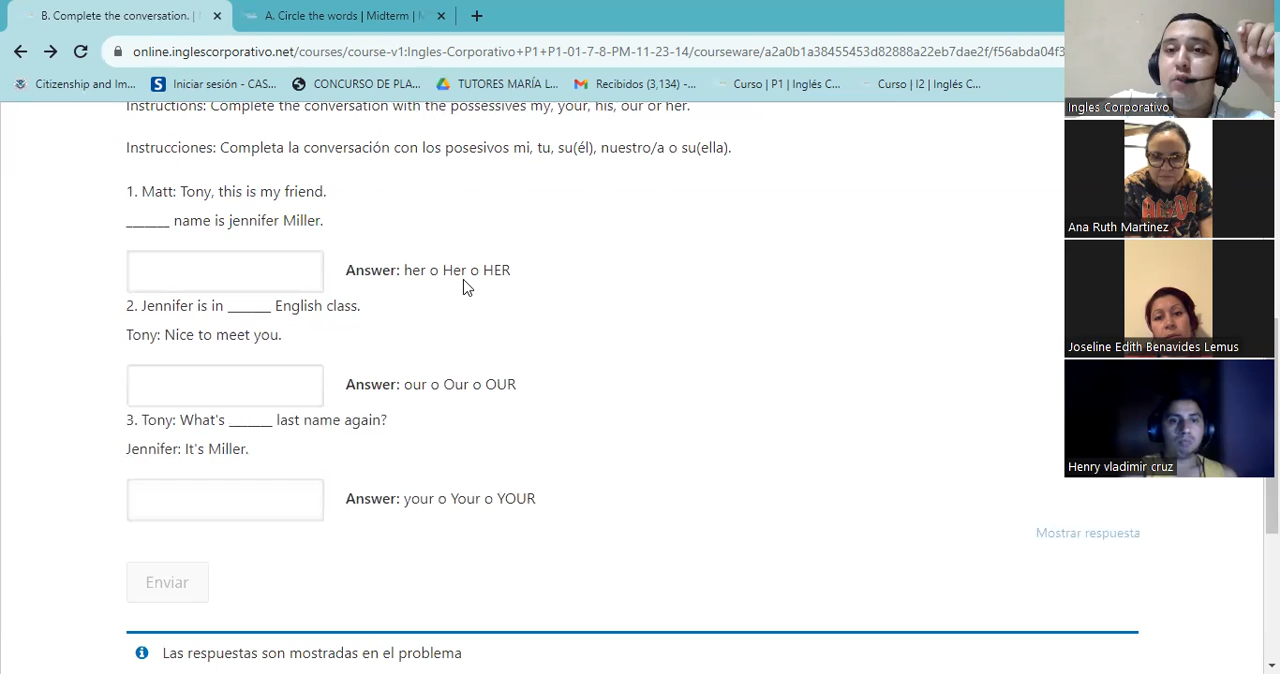 B. Complete the conversation. |
A. Circle the words | Midterm |
online.inglescorporativo.net/courses/course-v1:Ingles-Corporativo+P1+P1-01-7-8-PM-11-23-14/courseware/a2a0b1a38455453d82888a22eb7dae2f/f56abda04f3
Citizenship and Im...
Iniciar sesión - CAS...
CONCURSO DE PLA...
TUTORES MARÍA L...
Recibidos (3,194) -...
Curso | P1 | Inglés C...
Curso | I2 | Inglés C...
Instructions: Complete the conversation with the possessives my, your, his, our or her.
Instrucciones: Completa la conversación con los posesivos mi, tu, su(él), nuestro/a o su(ella).
1. Matt: Tony, this is my friend.
______ name is jennifer Miller.
Answer: her o Her o HER
2. Jennifer is in ______ English class.
Tony: Nice to meet you.
Answer: our o Our o OUR
3. Tony: What's ______ last name again?
Jennifer: It's Miller.
Answer: your o Your o YOUR
Mostrar respuesta
Enviar
Las respuestas son mostradas en el problema
Ingles Corporativo
Ana Ruth Martinez
Joseline Edith Benavides Lemus
Henry vladimir cruz